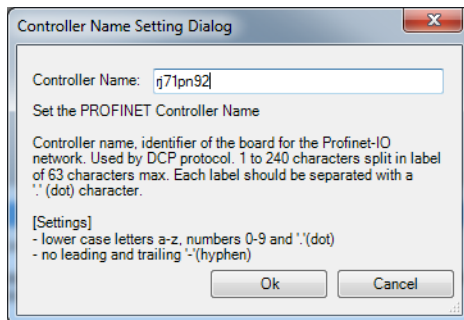 Controller Name Setting Dialog
x
Controller Name: rj71pn92
Set the PROFINET Controller Name
Controller name, identifier of the board for the Profinet-IO
network. Used by DCP protocol. 1 to 240 characters split in label
of 63 characters max. Each label should be separated with a
'.' (dot) character.
[Settings]
- lower case letters a-z, numbers 0-9 and '.'(dot)
- no leading and trailing '-'(hyphen)
Ok Cancel